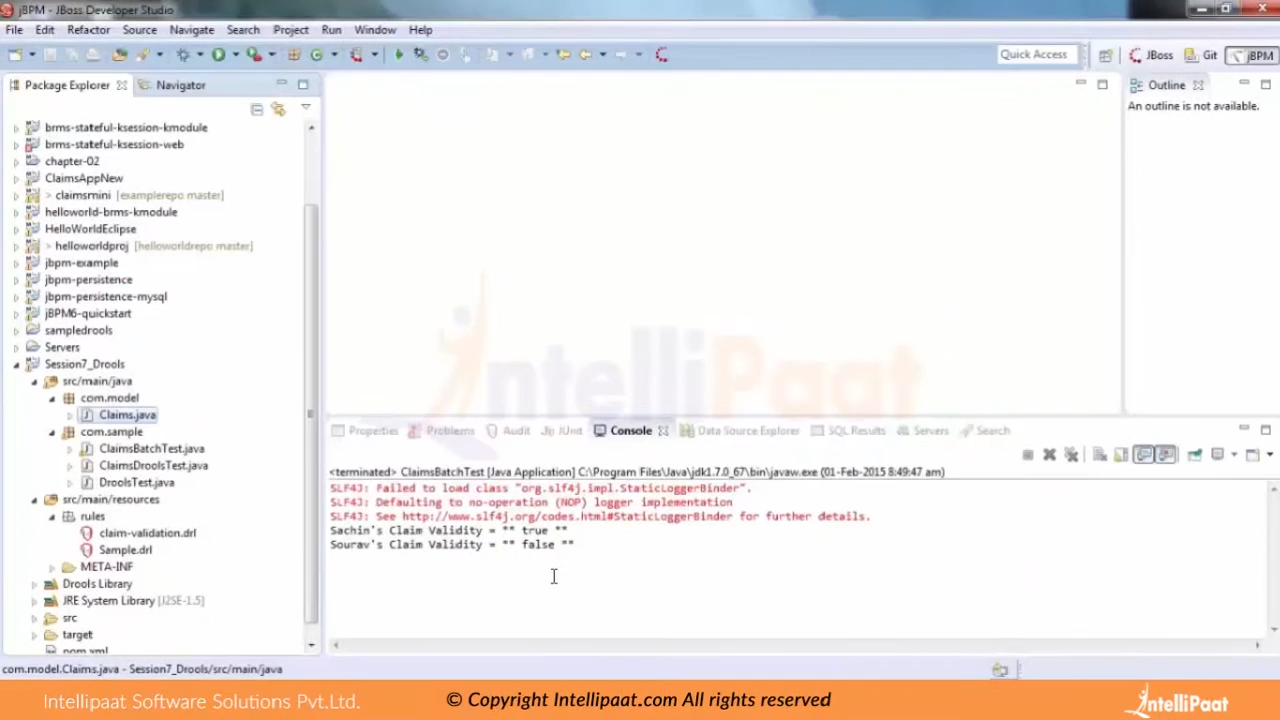 jBPM - JBoss Developer Studio
File Edit Refactor Source Navigate Search Project Run Window Help
Quick Access JBoss Git jBPM
Package Explorer Navigator
Outline
An outline is not available.
brms-stateful-ksession-kmodule
brms-stateful-ksession-web
chapter-02
ClaimsAppNew
> claimsmini [examplerepo master]
helloworld-brms-kmodule
HelloWorldEclipse
> helloworldproj [helloworldrepo master]
jbpm-example
jbpm-persistence
jbpm-persistence-mysql
jBPM6-quickstart
sampledrools
Servers
Session7_Drools
src/main/java
com.model
Claims.java
com.sample
ClaimsBatchTest.java
ClaimsDroolsTest.java
DroolsTest.java
src/main/resources
rules
claim-validation.drl
Sample.drl
META-INF
Drools Library
JRE System Library [J2SE-1.5]
src
target
pom.xml
IntelliPaat
Properties Problems Audit JUnit Console Data Source Explorer SQL Results Servers Search
<terminated> ClaimsBatchTest [Java Application] C:\Program Files\Java\jdk1.7.0_67\bin\javaw.exe (01-Feb-2015 8:49:47 am)
SLF4J: Failed to load class "org.slf4j.impl.StaticLoggerBinder".
SLF4J: Defaulting to no-operation (NOP) logger implementation
SLF4J: See http://www.slf4j.org/codes.html#StaticLoggerBinder for further details.
Sachin's Claim Validity = ** true **
Sourav's Claim Validity = ** false **
com.model.Claims.java - Session7_Drools/src/main/java
Intellipaat Software Solutions Pvt.Ltd.
© Copyright Intellipaat.com All rights reserved
IntelliPaat